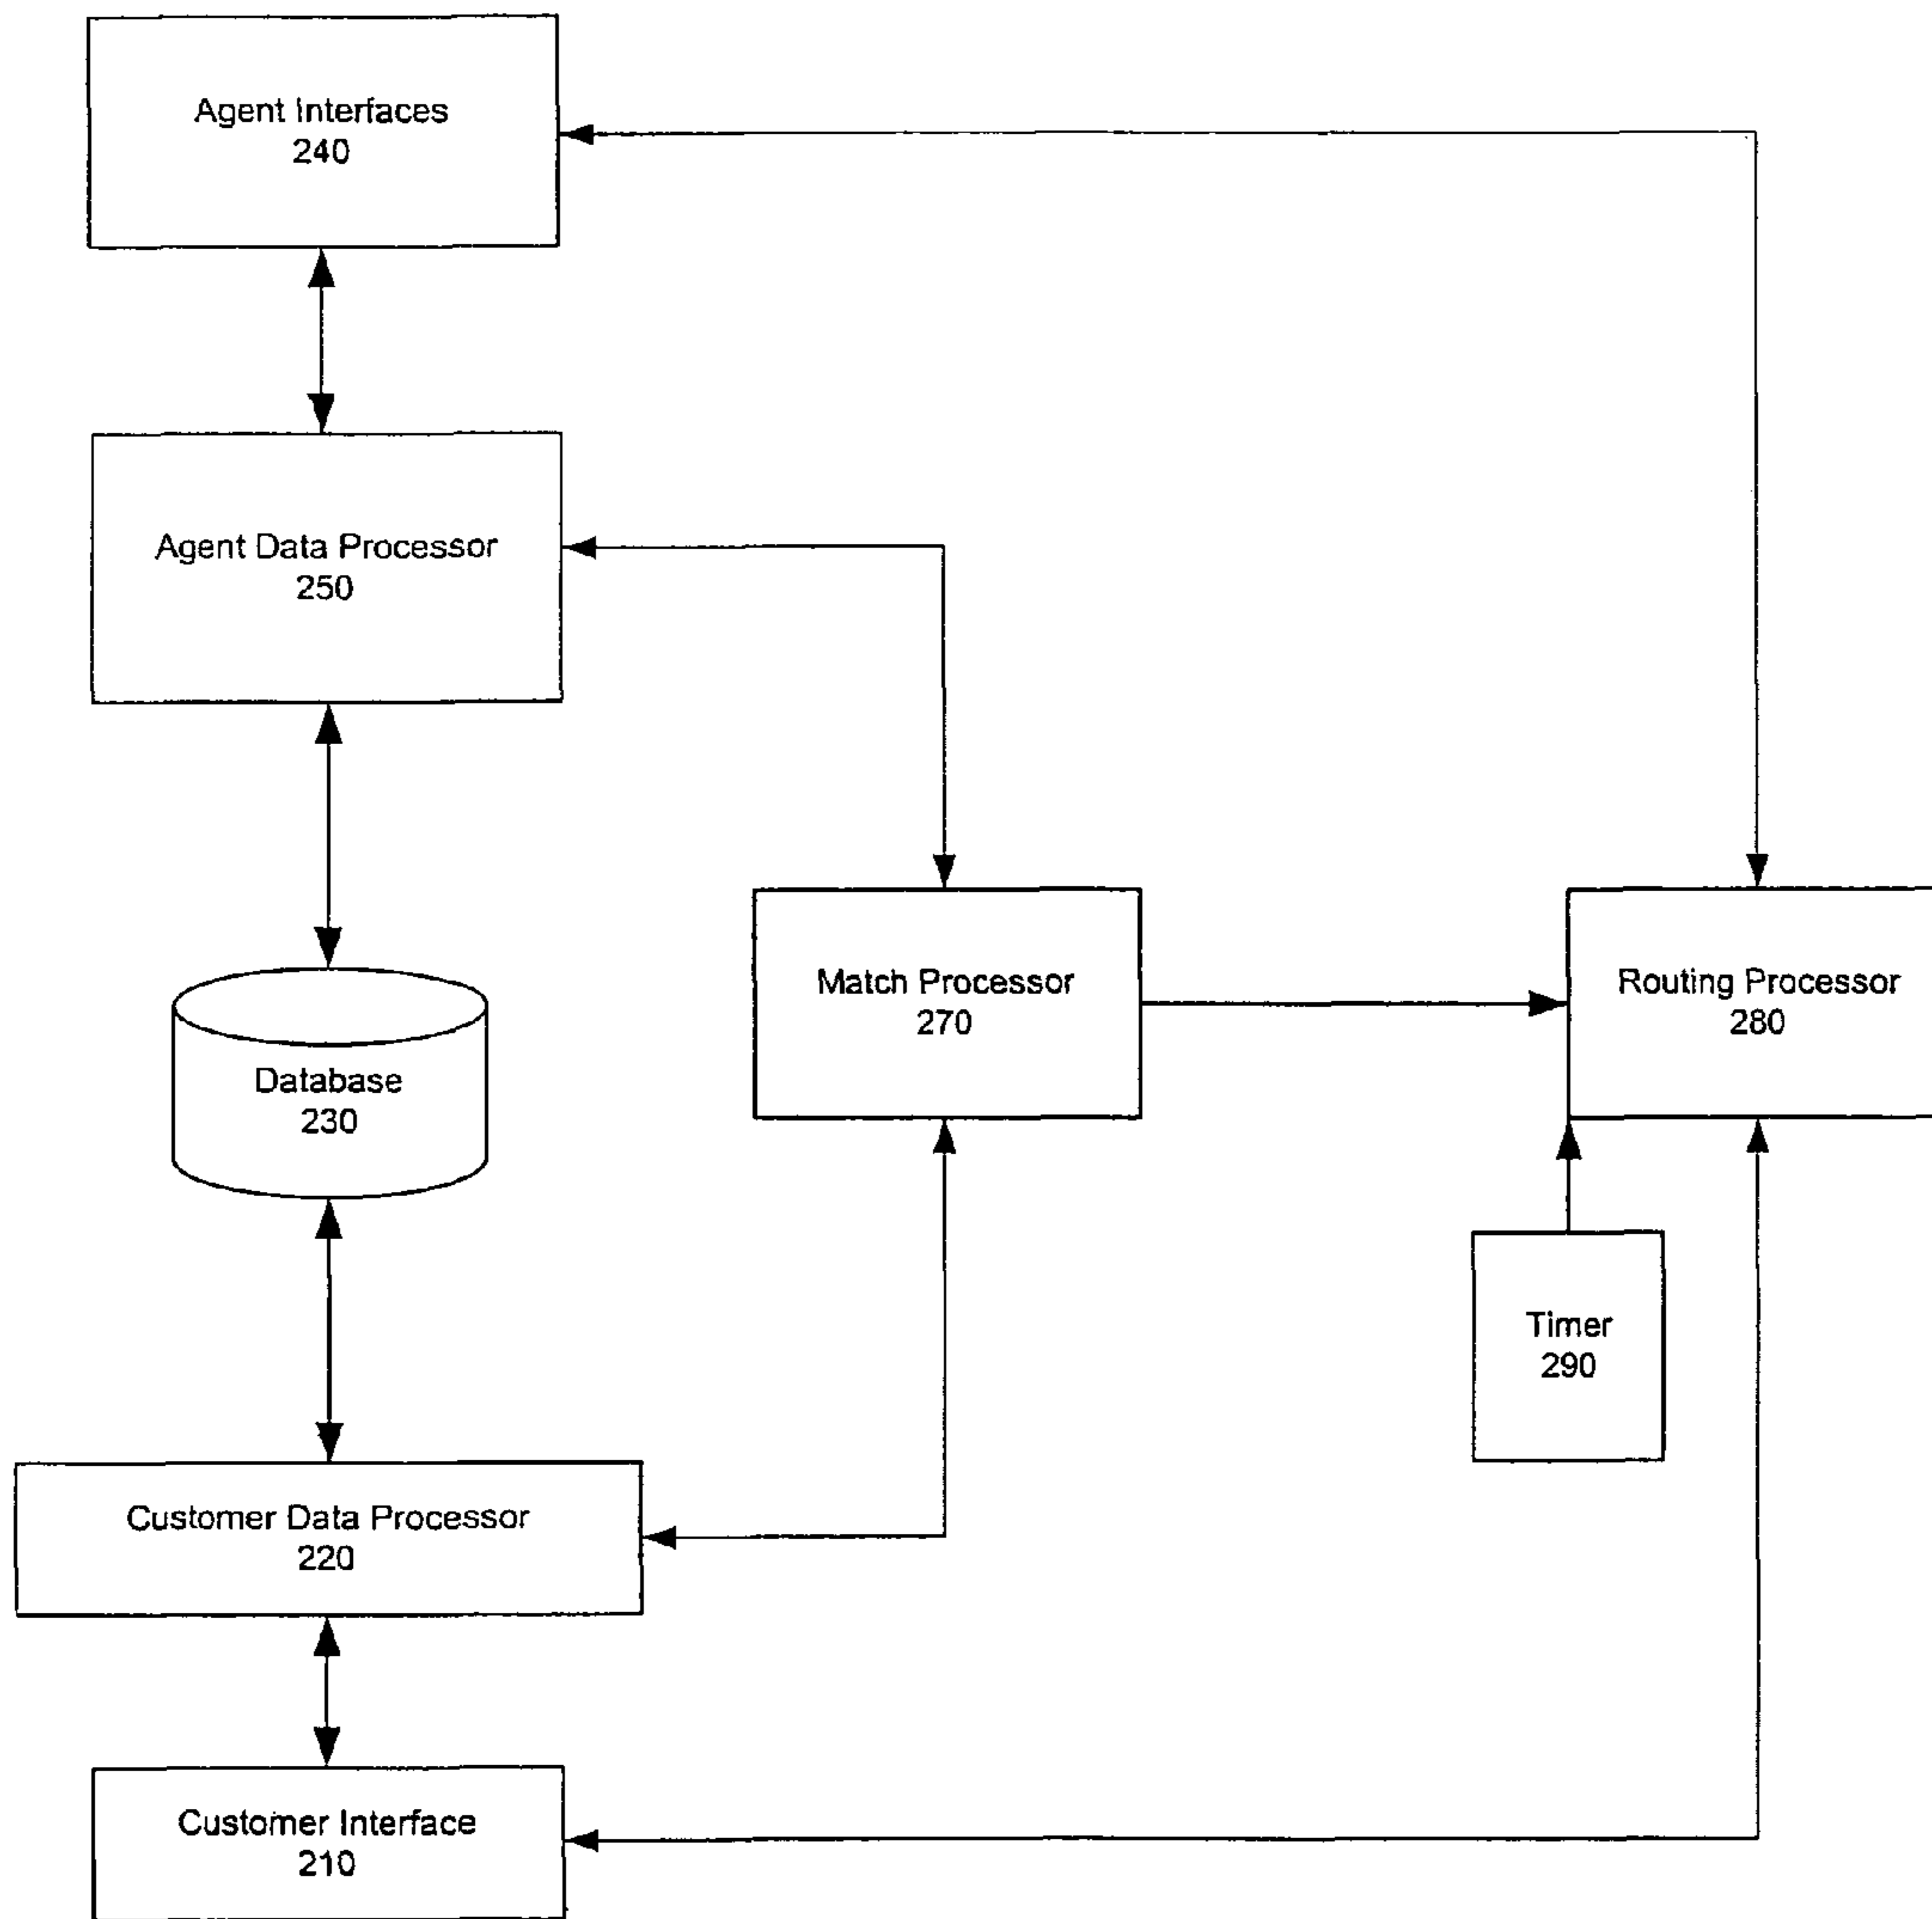 Agent Interfaces
240
Agent Data Processor
250
Match Processor
270
Routing Processor
280
Database
230
Timer
290
Customer Data Processor
220
Customer Interface
210